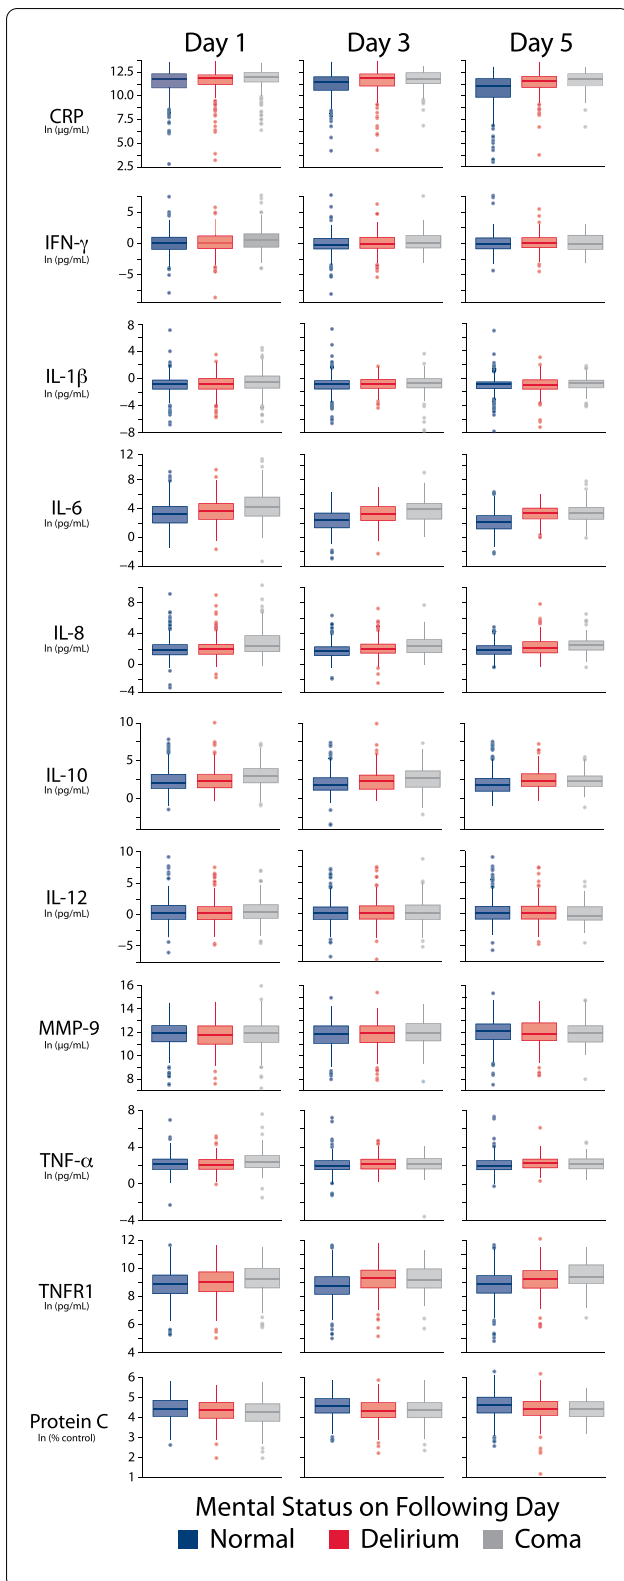 Day 1 Day 3 Day 5
12.5
10.0
CRP
ln (µg/mL)
7.5
5.0
2.5
5
IFN-γ
0
ln (pg/mL)
−5
8
4
IL-1β
0
ln (pg/mL)
−4
−8
12
8
IL-6
4
ln (pg/mL)
0
−4
8
IL-8
4
ln (pg/mL)
0
−4
10
IL-10
5
ln (pg/mL)
0
10
IL-12
5
ln (pg/mL)
0
−5
16
14
MMP-9
12
ln (µg/mL)
10
8
8
TNF-α
4
ln (pg/mL)
0
−4
12
10
TNFR1
8
ln (pg/mL)
6
4
6
5
4
Protein C
3
ln (% control)
2
1
Mental Status on Following Day
Normal Delirium Coma